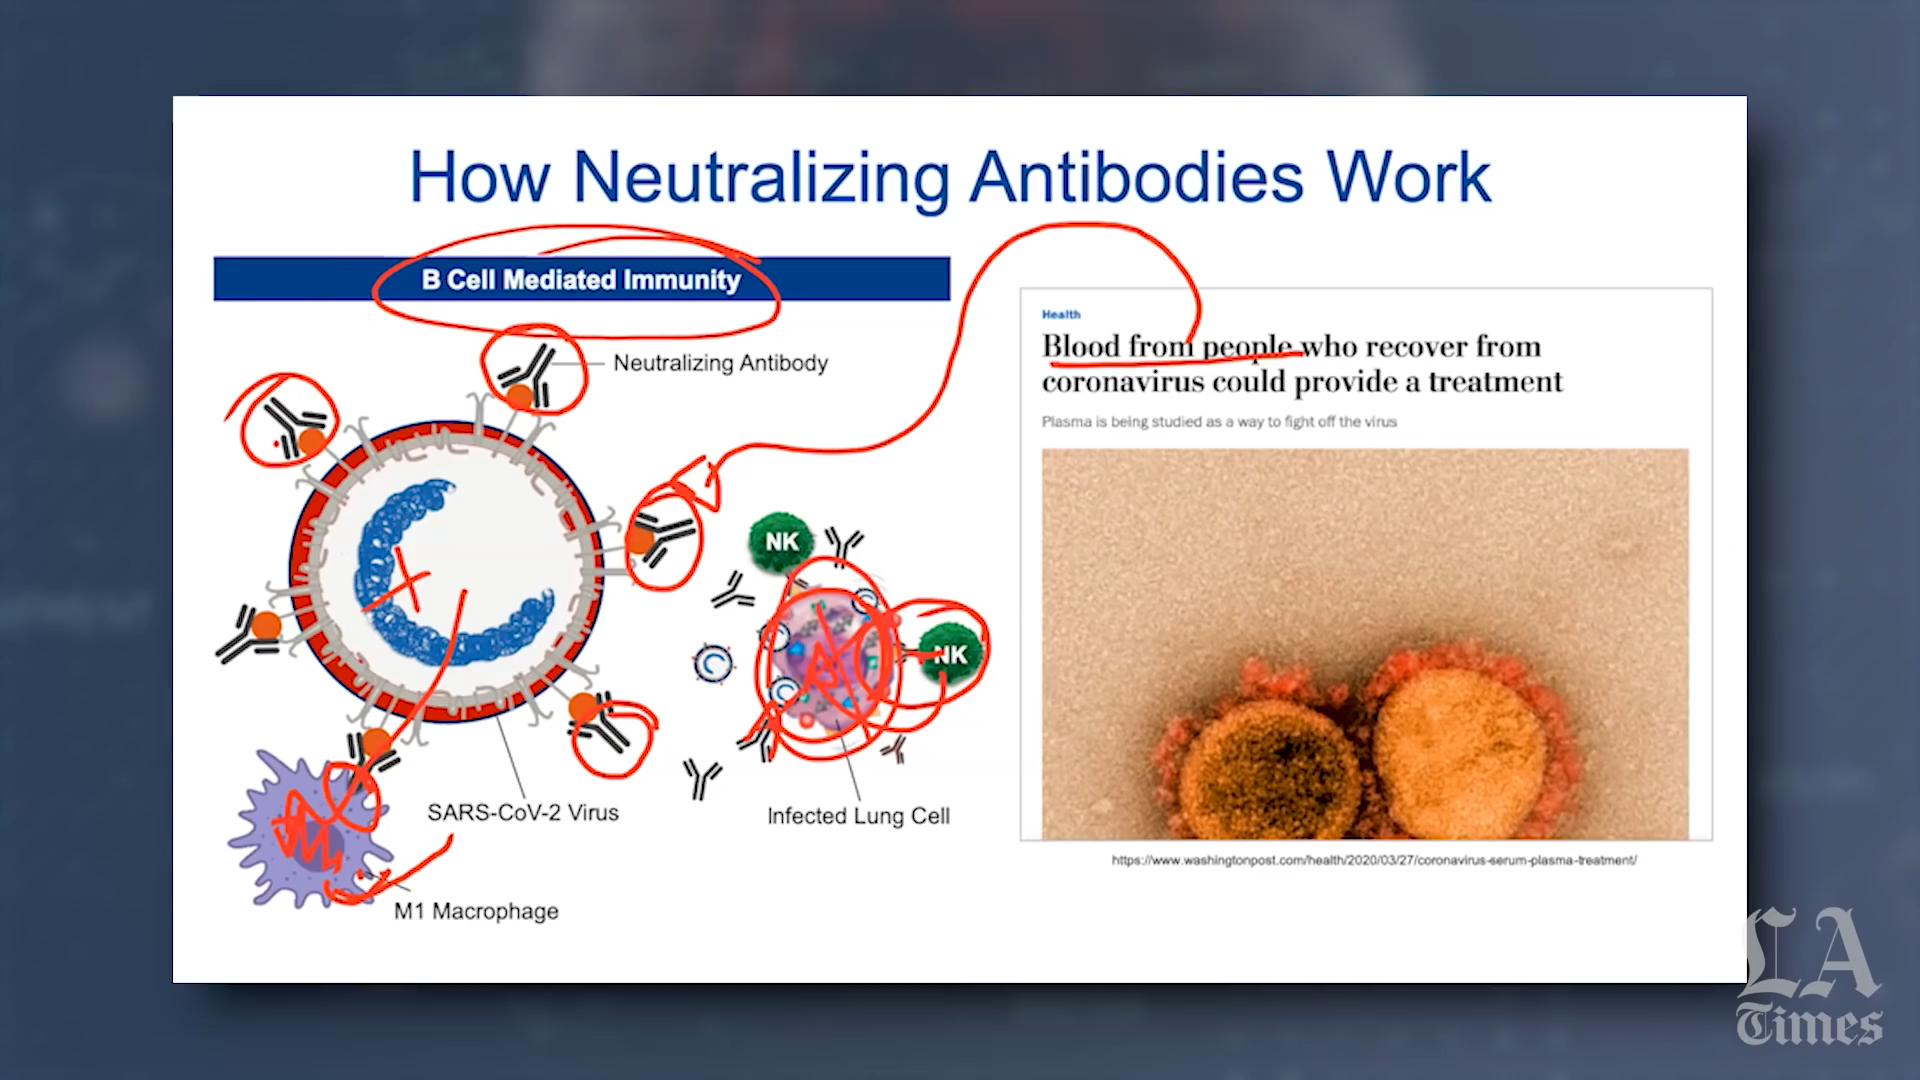 How Neutralizing Antibodies Work
B Cell Mediated Immunity
Neutralizing Antibody
NK
NK
SARS-CoV-2 Virus
Infected Lung Cell
M1 Macrophage
Health
Blood from people who recover from
coronavirus could provide a treatment
Plasma is being studied as a way to fight off the virus
https://www.washingtonpost.com/health/2020/03/27/coronavirus-serum-plasma-treatment/
LA
Times